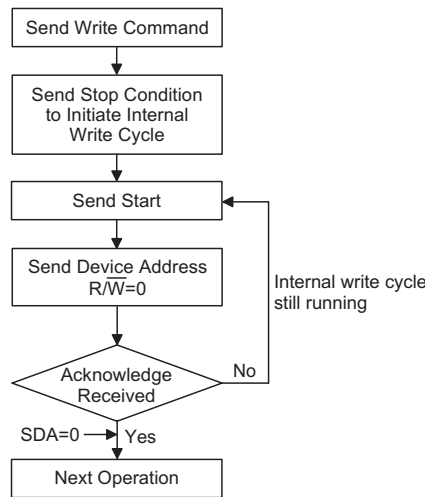 Send Write Command
Send Stop Condition
to Initiate Internal
Write Cycle
Send Start
Send Device Address
R/W̅=0
Internal write cycle
still running
Acknowledge
Received
No
SDA=0
Yes
Next Operation